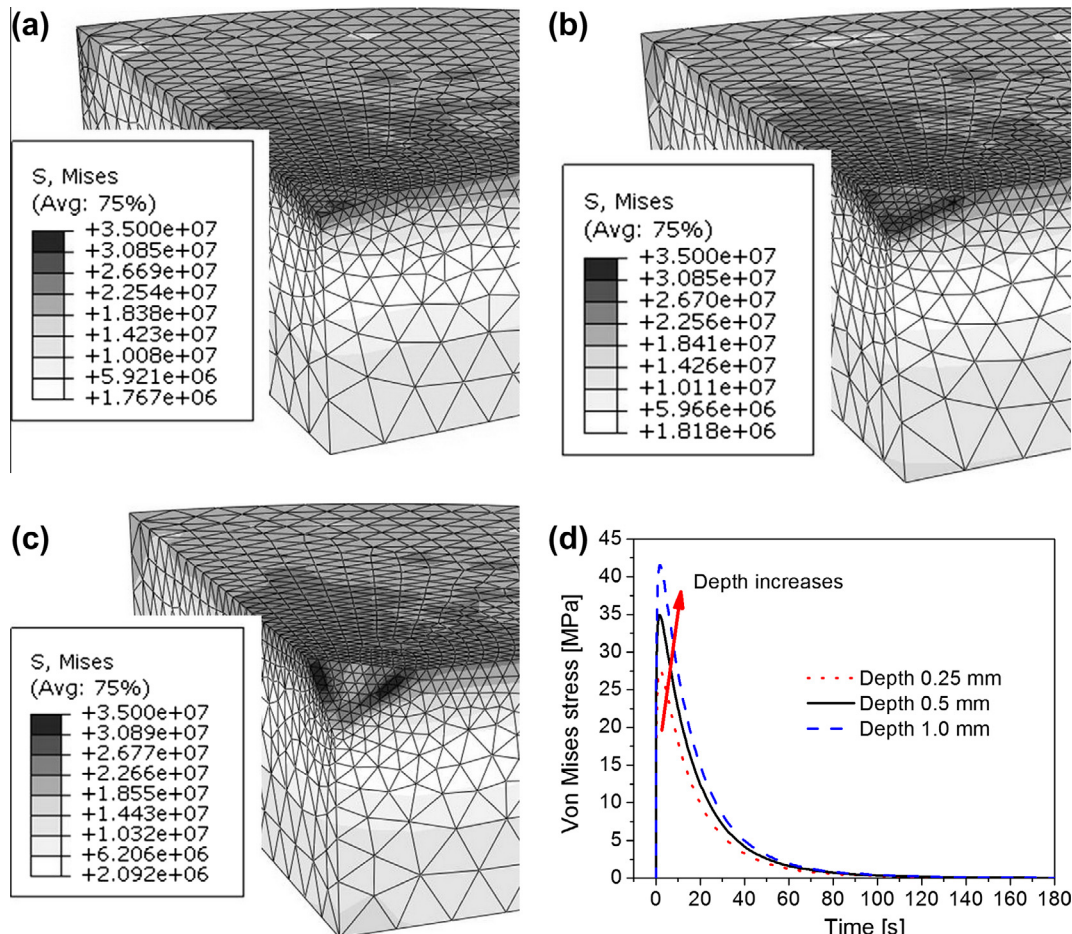 (a)
S, Mises
(Avg: 75%)
+3.500e+07
+3.085e+07
+2.669e+07
+2.254e+07
+1.838e+07
+1.423e+07
+1.008e+07
+5.921e+06
+1.767e+06
(b)
S, Mises
(Avg: 75%)
+3.500e+07
+3.085e+07
+2.670e+07
+2.256e+07
+1.841e+07
+1.426e+07
+1.011e+07
+5.966e+06
+1.818e+06
(c)
S, Mises
(Avg: 75%)
+3.500e+07
+3.089e+07
+2.677e+07
+2.266e+07
+1.855e+07
+1.443e+07
+1.032e+07
+6.206e+06
+2.092e+06
(d)
Von Mises stress [MPa]
45
40
35
30
25
20
15
10
5
0
Depth increases
Depth 0.25 mm
Depth 0.5 mm
Depth 1.0 mm
0 20 40 60 80 100 120 140 160 180
Time [s]